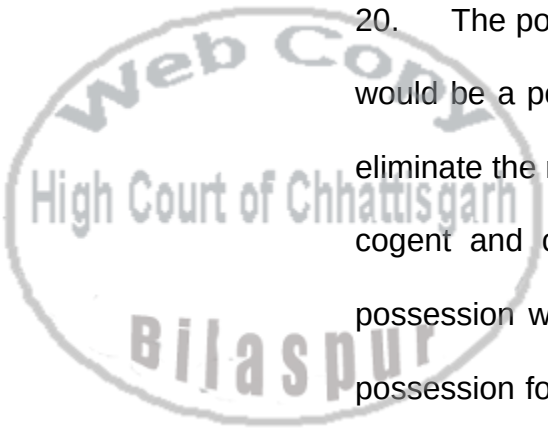 Web Copy
High Court of Chhattisgarh
Bilaspur
20. The po
would be a po
eliminate the
cogent and
possession w
possession fo